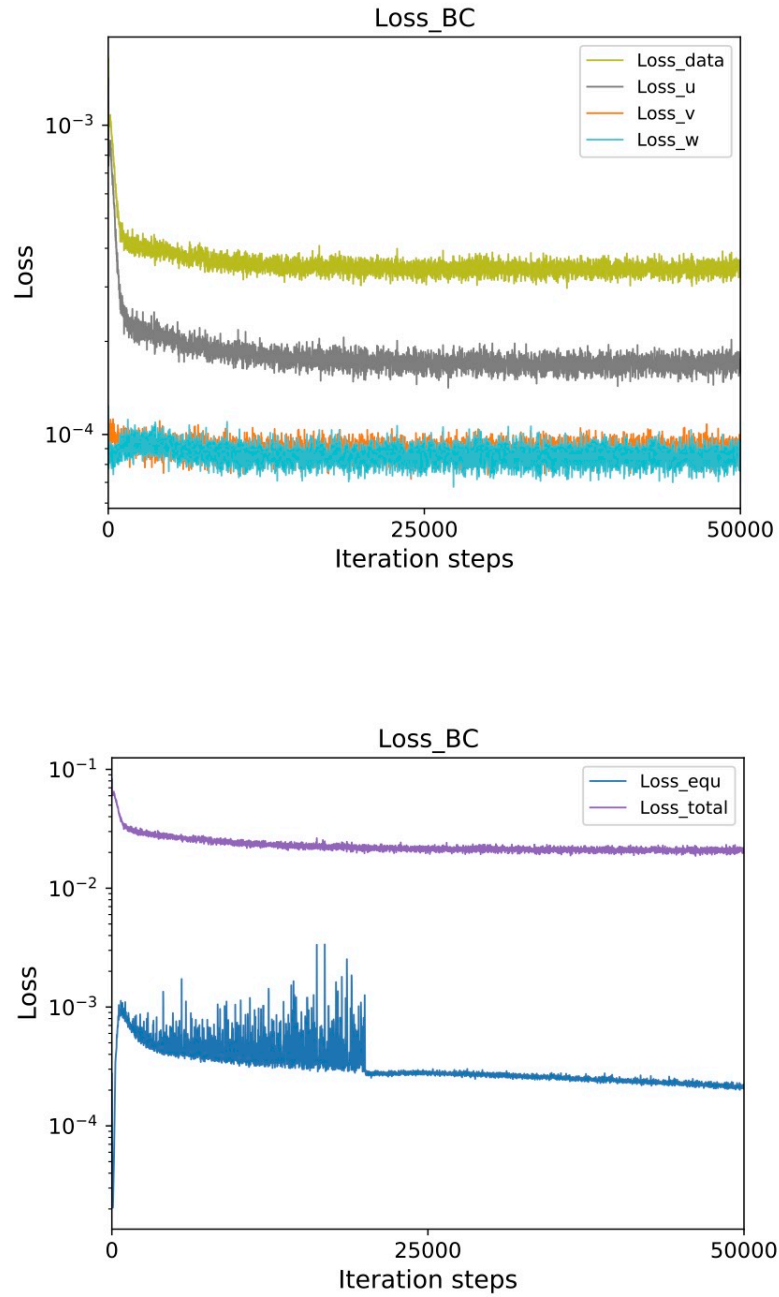 Loss_BC
Loss_data
Loss_u
Loss_v
Loss_w
10⁻³
10⁻⁴
Loss
0 25000 50000
Iteration steps
Loss_BC
Loss_equ
Loss_total
10⁻¹
10⁻²
10⁻³
10⁻⁴
Loss
0 25000 50000
Iteration steps